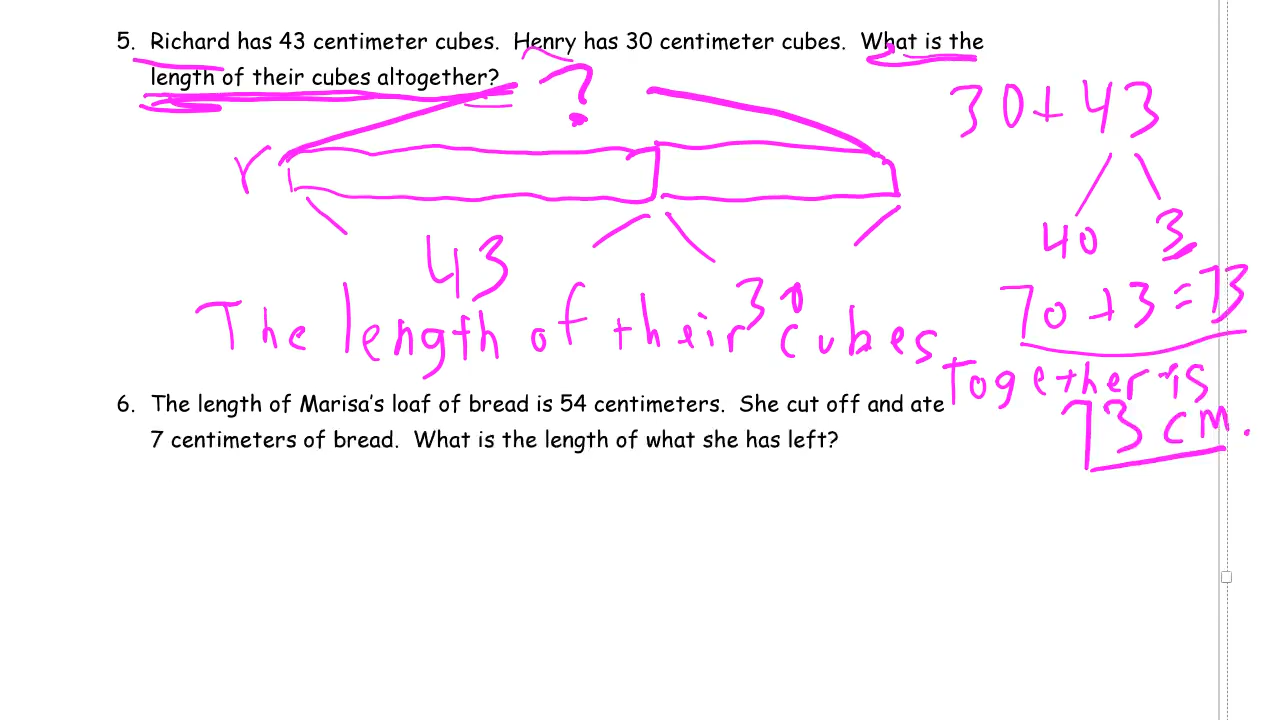 5. Richard has 43 centimeter cubes. Henry has 30 centimeter cubes. What is the
length of their cubes altogether?
?
30+43
r
40 3
43
30
70+3=73
The length of their cubes
together is
73 cm.
6. The length of Marisa's loaf of bread is 54 centimeters. She cut off and ate
7 centimeters of bread. What is the length of what she has left?